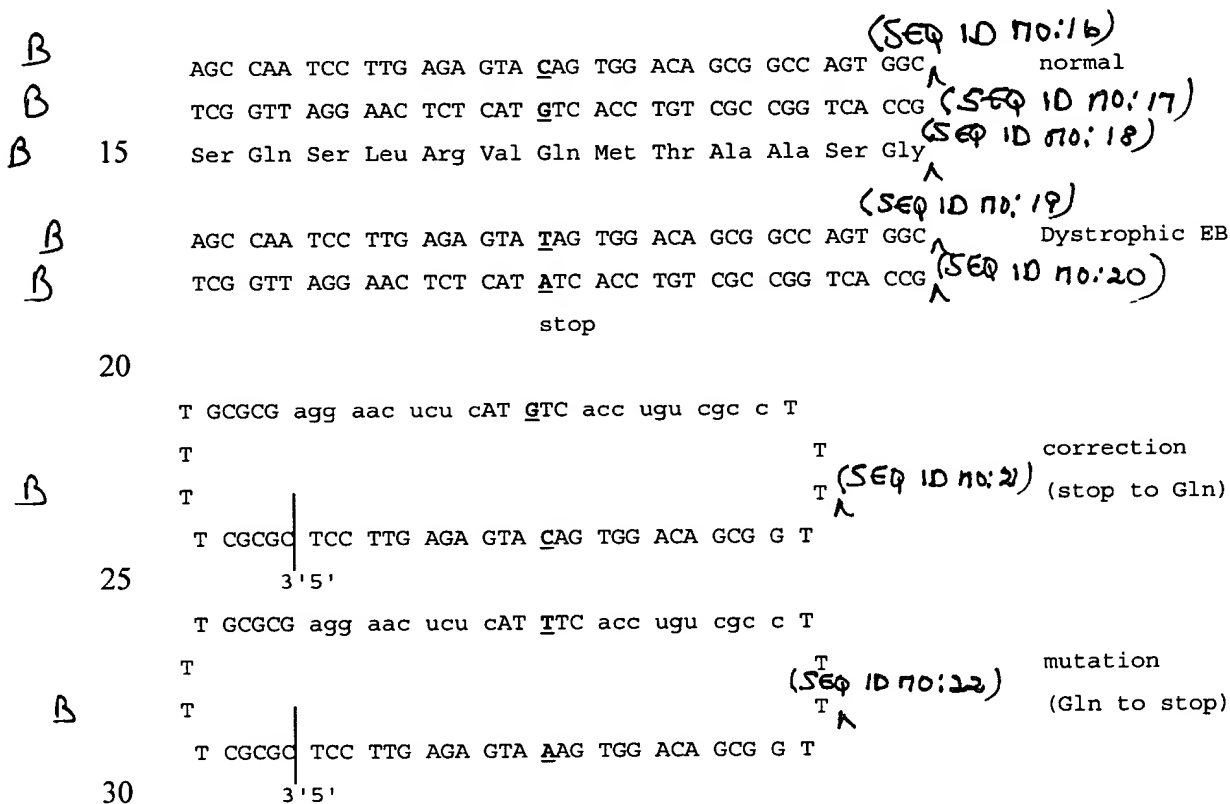 (SEQ ID NO:16)
B AGC CAA TCC TTG AGA GTA CAG TGG ACA GCG GCC AGT GGC normal
B TCG GTT AGG AAC TCT CAT GTC ACC TGT CGC CGG TCA CCG (SEQ ID NO:17)
B 15 Ser Gln Ser Leu Arg Val Gln Met Thr Ala Ala Ser Gly (SEQ ID NO:18)
(SEQ ID NO:19)
B AGC CAA TCC TTG AGA GTA TAG TGG ACA GCG GCC AGT GGC Dystrophic EB
B TCG GTT AGG AAC TCT CAT ATC ACC TGT CGC CGG TCA CCG (SEQ ID NO:20)
stop
20
T GCGCG agg aac ucu cAT GTC acc ugu cgc c T
T T correction
B T T (SEQ ID NO:21) (stop to Gln)
T CGCGC TCC TTG AGA GTA CAG TGG ACA GCG G T
25 3'5'
T GCGCG agg aac ucu cAT TTC acc ugu cgc c T
T T mutation
B T T (SEQ ID NO:22) (Gln to stop)
T CGCGC TCC TTG AGA GTA AAG TGG ACA GCG G T
30 3'5'